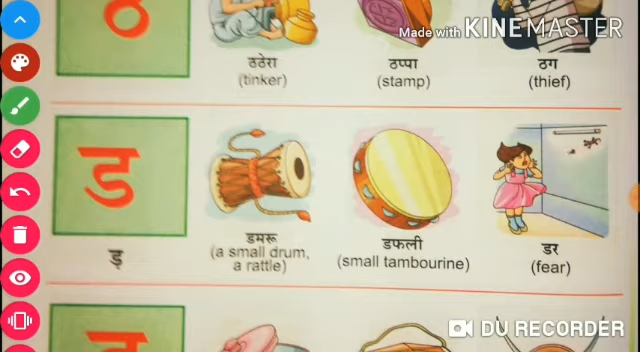 Made with KINEMASTER
ठ
ठठेरा ठप्पा ठग
(tinker) (stamp) (thief)
ड
डमरू डफली डर
ड़ (a small drum, (small tambourine) (fear)
a rattle)
DU RECORDER